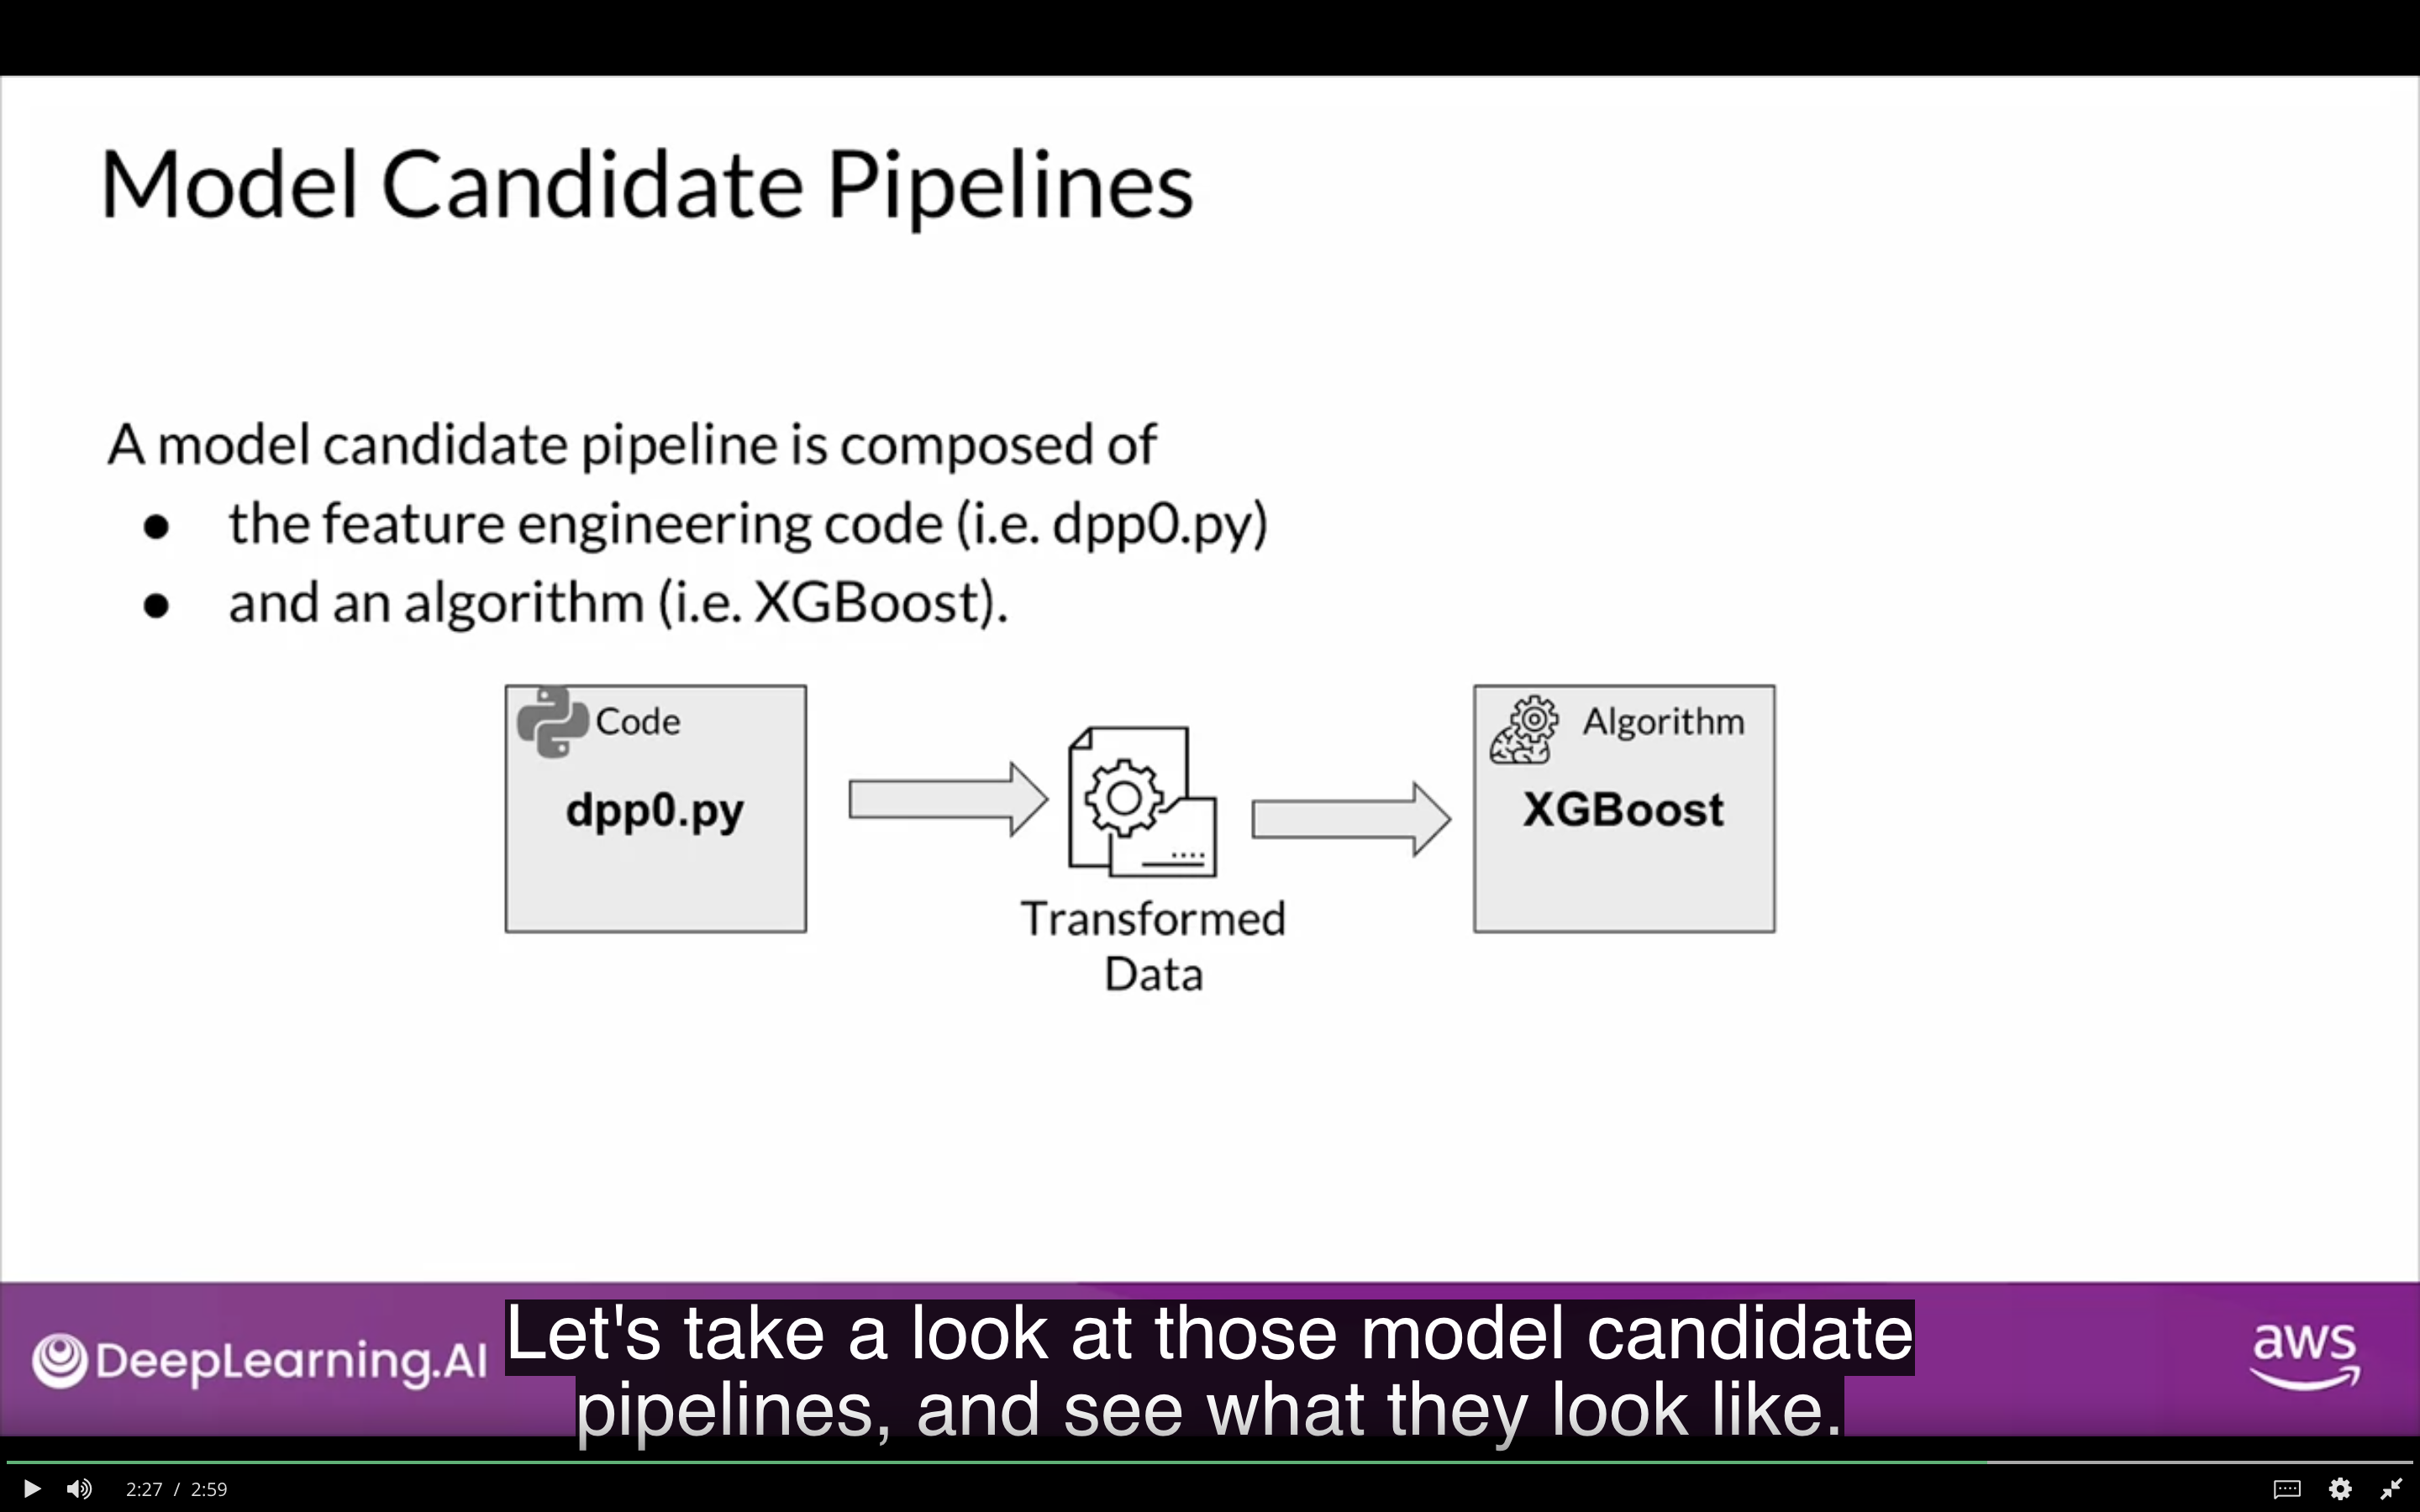 Model Candidate Pipelines
A model candidate pipeline is composed of
● the feature engineering code (i.e. dpp0.py)
● and an algorithm (i.e. XGBoost).
Code
dpp0.py
Transformed
Data
Algorithm
XGBoost
DeepLearning.AI
Let's take a look at those model candidate
pipelines, and see what they look like.
aws
2:27 / 2:59